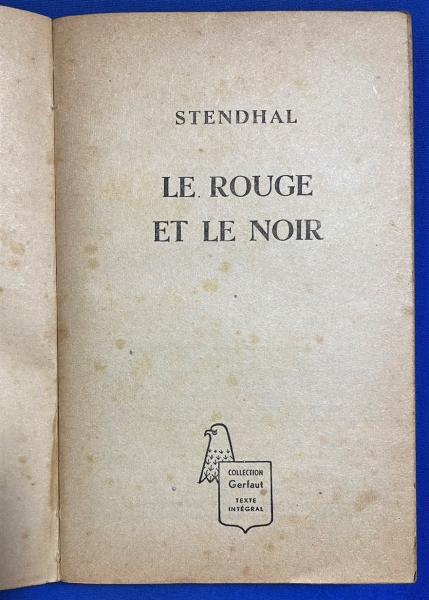 STENDHAL
LE ROUGE
ET LE NOIR
COLLECTION
Gerfaut
TEXTE
INTÉGRAL